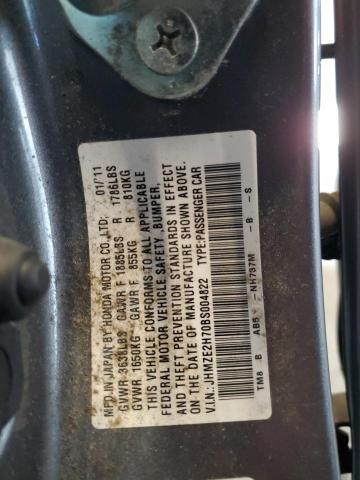 MFD IN JAPAN BY HONDA MOTOR CO., LTD. 01/'11
GVWR 3638LBS GAWR F 1885LBS R 1786LBS
GVWR 1650KG GAWR F 855KG R 810KG
THIS VEHICLE CONFORMS TO ALL APPLICABLE
FEDERAL MOTOR VEHICLE SAFETY, BUMPER,
THEFT PREVENTION STANDARDS IN EFFECT
ON THE DATE OF MANUFACTURE SHOWN ABOVE.
V.I.N.:JHMZE2H70BS004822 TYPE:PASSENGER CAR
TM8 B AB5 -NH737M -B -S